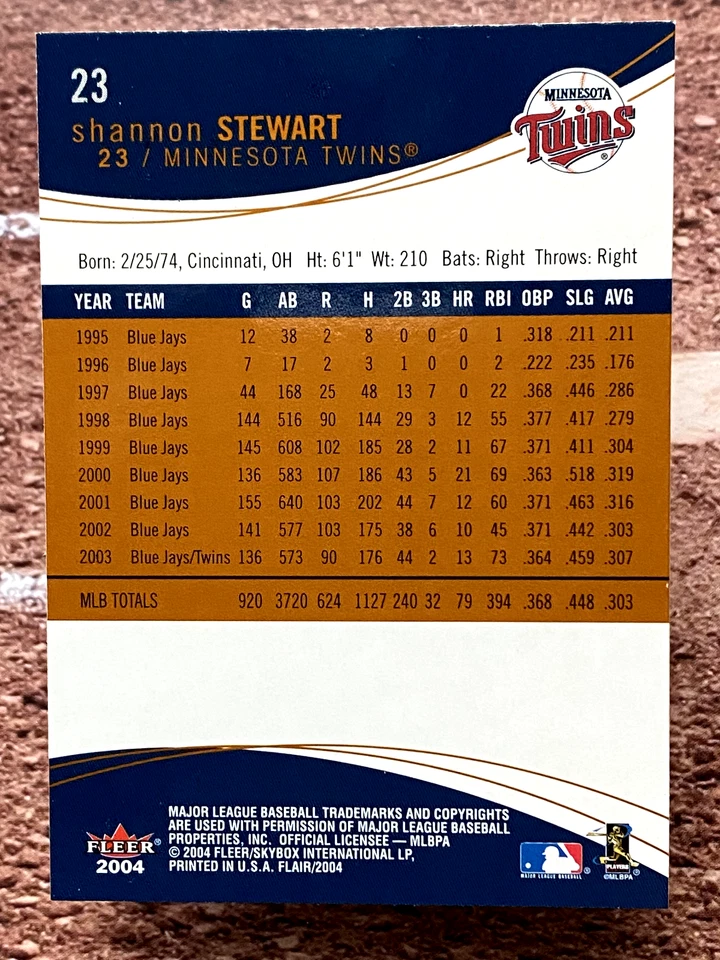 23
shannon STEWART
23 / MINNESOTA TWINS®
MINNESOTA
Twins
®
Born: 2/25/74, Cincinnati, OH Ht: 6'1" Wt: 210 Bats: Right Throws: Right
YEAR TEAM G AB R H 2B 3B HR RBI OBP SLG AVG
1995 Blue Jays 12 38 2 8 0 0 0 1 .318 .211 .211
1996 Blue Jays 7 17 2 3 1 0 0 2 .222 .235 .176
1997 Blue Jays 44 168 25 48 13 7 0 22 .368 .446 .286
1998 Blue Jays 144 516 90 144 29 3 12 55 .377 .417 .279
1999 Blue Jays 145 608 102 185 28 2 11 67 .371 .411 .304
2000 Blue Jays 136 583 107 186 43 5 21 69 .363 .518 .319
2001 Blue Jays 155 640 103 202 44 7 12 60 .371 .463 .316
2002 Blue Jays 141 577 103 175 38 6 10 45 .371 .442 .303
2003 Blue Jays/Twins 136 573 90 176 44 2 13 73 .364 .459 .307
MLB TOTALS 920 3720 624 1127 240 32 79 394 .368 .448 .303
FLEER®
2004
MAJOR LEAGUE BASEBALL TRADEMARKS AND COPYRIGHTS
ARE USED WITH PERMISSION OF MAJOR LEAGUE BASEBALL
PROPERTIES, INC. OFFICIAL LICENSEE — MLBPA
© 2004 FLEER/SKYBOX INTERNATIONAL LP,
PRINTED IN U.S.A. FLAIR/2004
®
MAJOR LEAGUE BASEBALL
PLAYERS
©MLBPA